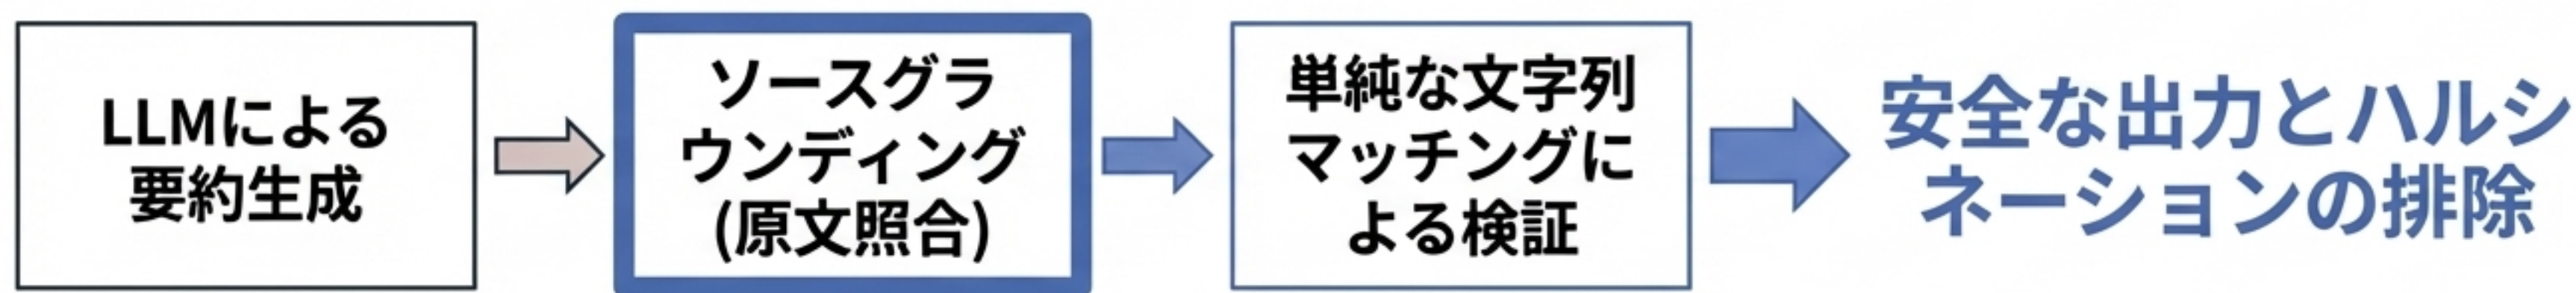 LLMによる
要約生成
ソースグラ
ウンディング
(原文照合)
単純な文字列
マッチングに
よる検証
安全な出力とハルシ
ネーションの排除